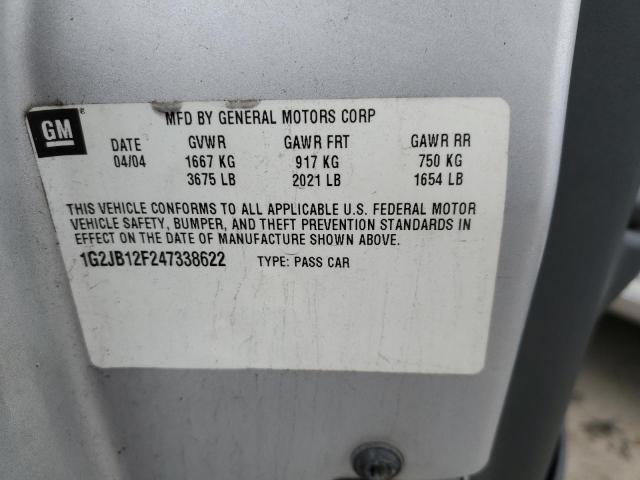 GM
®
MFD BY GENERAL MOTORS CORP
DATE GVWR GAWR FRT GAWR RR
04/04 1667 KG 917 KG 750 KG
3675 LB 2021 LB 1654 LB
THIS VEHICLE CONFORMS TO ALL APPLICABLE U.S. FEDERAL MOTOR
VEHICLE SAFETY, BUMPER, AND THEFT PREVENTION STANDARDS IN
EFFECT ON THE DATE OF MANUFACTURE SHOWN ABOVE.
1G2JB12F247338622 TYPE: PASS CAR